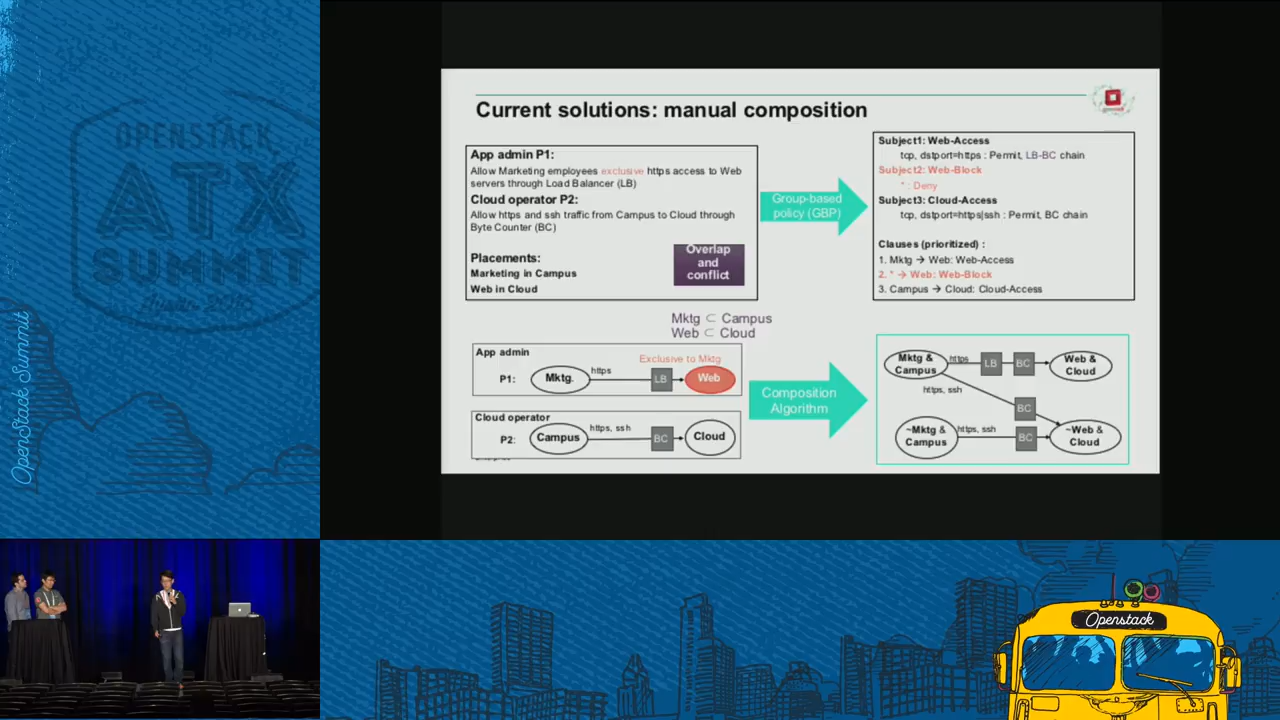 OPENSTACK
ATX
SUMMIT
Austin
OpenStack Summit
Current solutions: manual composition
App admin P1:
Allow Marketing employees exclusive https access to Web
servers through Load Balancer (LB)
Cloud operator P2:
Allow https and ssh traffic from Campus to Cloud through
Byte Counter (BC)
Placements:
Marketing in Campus
Web in Cloud
Overlap
and
conflict
Group-based
policy (GBP)
Subject1: Web-Access
tcp, dstport=https : Permit, LB-BC chain
Subject2: Web-Block
* : Deny
Subject3: Cloud-Access
tcp, dstport=https|ssh : Permit, BC chain
Clauses (prioritized) :
1. Mktg → Web: Web-Access
2. * → Web: Web-Block
3. Campus → Cloud: Cloud-Access
Mktg ⊂ Campus
Web ⊂ Cloud
App admin
Exclusive to Mktg
P1:
Mktg.
https
LB
Web
Cloud operator
P2:
Campus
https, ssh
BC
Cloud
Composition
Algorithm
Mktg &
Campus
https
LB
BC
Web &
Cloud
https, ssh
BC
~Mktg &
Campus
https, ssh
BC
~Web &
Cloud
Openstack